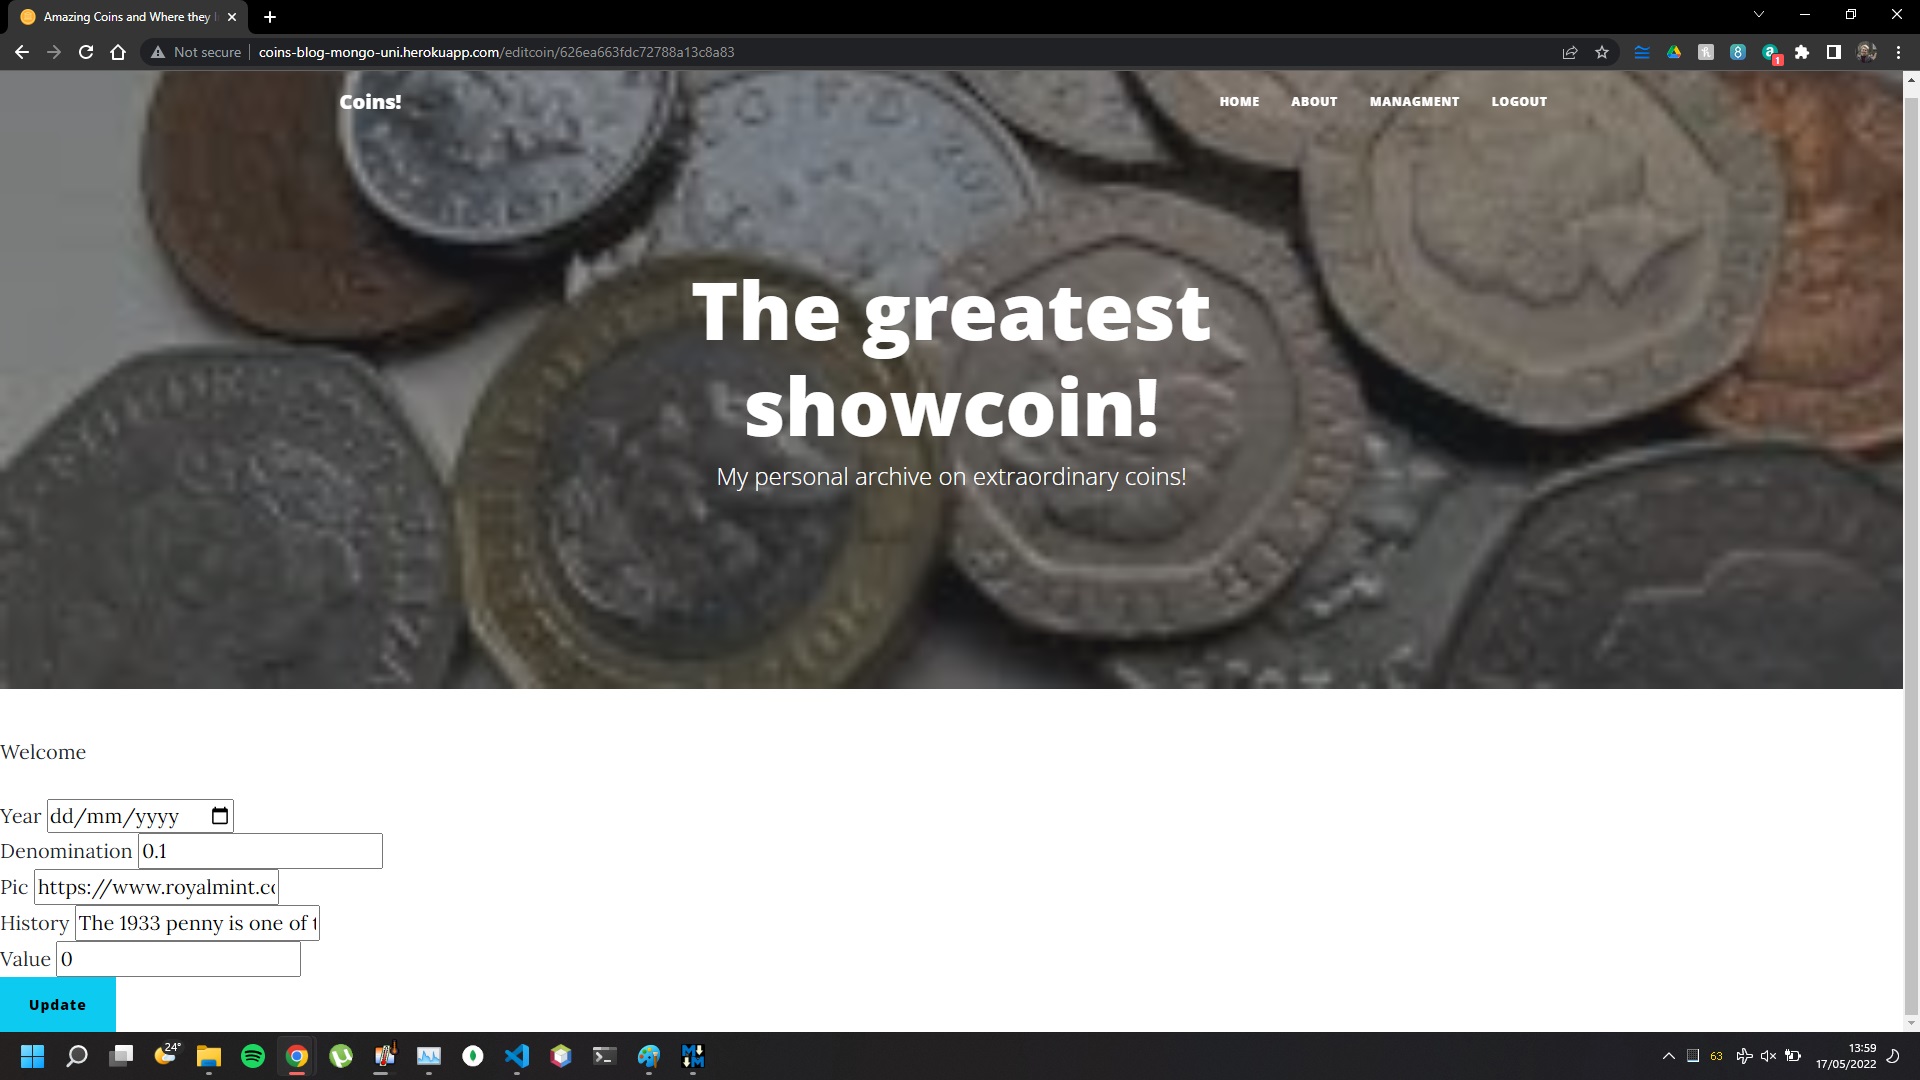 Amazing Coins and Where they
Not secure
coins-blog-mongo-uni.herokuapp.com/editcoin/626ea663fdc72788a13c8a83
1
Coins!
HOME
ABOUT
MANAGMENT
LOGOUT
The greatest
showcoin!
My personal archive on extraordinary coins!
Welcome
Year dd/mm/yyyy
Denomination 0.1
Pic https://www.royalmint.co
History The 1933 penny is one of t
Value 0
Update
24°
63
13:59
17/05/2022